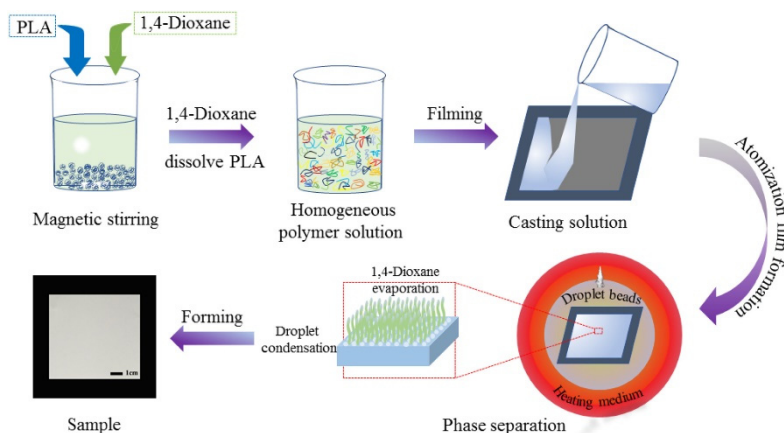 PLA
1,4-Dioxane
1,4-Dioxane
dissolve PLA
Filming
Magnetic stirring
Homogeneous
polymer solution
Casting solution
Atomization film formation
1,4-Dioxane
evaporation
Droplet
condensation
Droplet beads
Heating medium
Forming
1cm
Sample
Phase separation